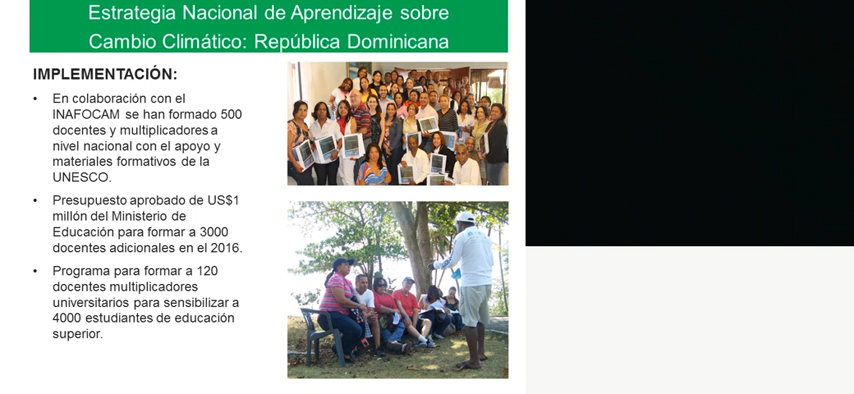 Estrategia Nacional de Aprendizaje sobre
Cambio Climático: República Dominicana
IMPLEMENTACIÓN:
• En colaboración con el
INAFOCAM se han formado 500
docentes y multiplicadores a
nivel nacional con el apoyo y
materiales formativos de la
UNESCO.
• Presupuesto aprobado de US$1
millón del Ministerio de
Educación para formar a 3000
docentes adicionales en el 2016.
• Programa para formar a 120
docentes multiplicadores
universitarios para sensibilizar a
4000 estudiantes de educación
superior.